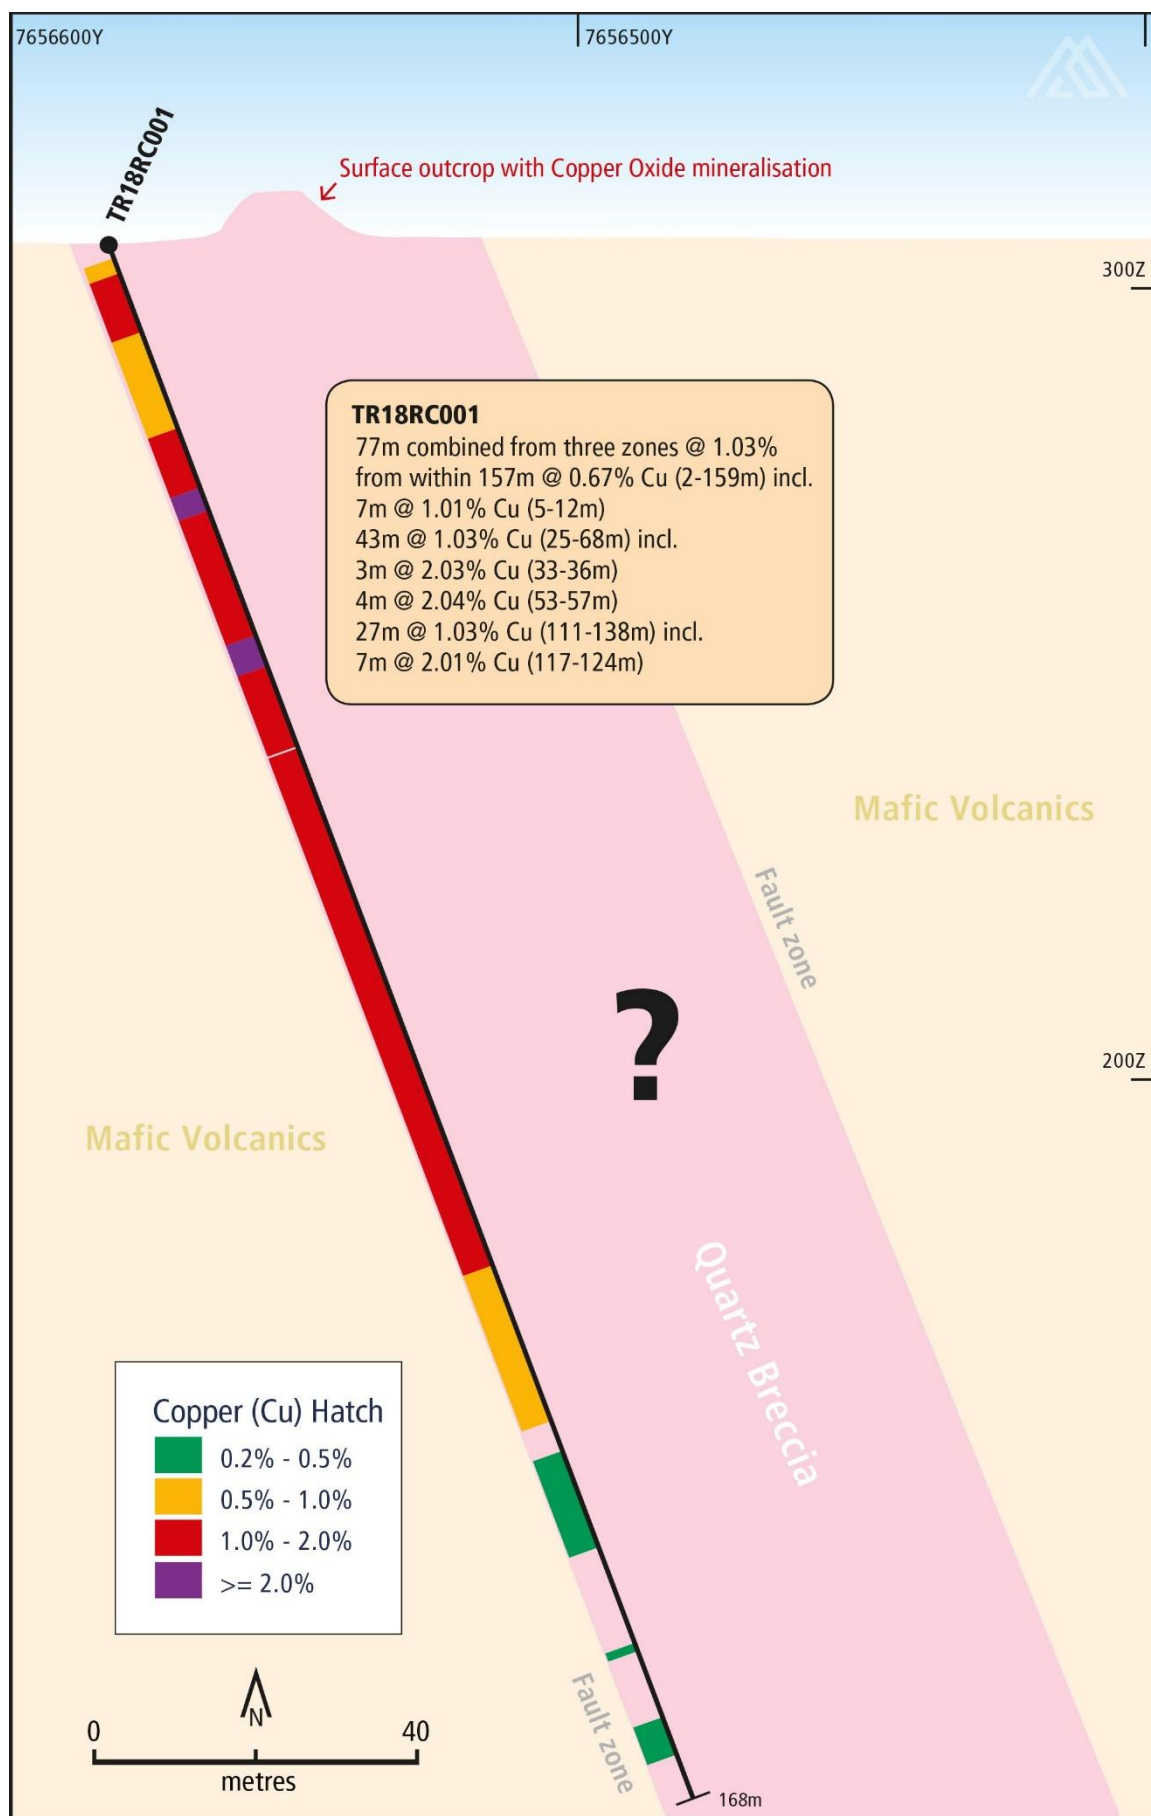 7656600Y
7656500Y
TR18RC001
Surface outcrop with Copper Oxide mineralisation
300Z
TR18RC001
77m combined from three zones @ 1.03%
from within 157m @ 0.67% Cu (2-159m) incl.
7m @ 1.01% Cu (5-12m)
43m @ 1.03% Cu (25-68m) incl.
3m @ 2.03% Cu (33-36m)
4m @ 2.04% Cu (53-57m)
27m @ 1.03% Cu (111-138m) incl.
7m @ 2.01% Cu (117-124m)
Mafic Volcanics
Fault zone
?
200Z
Mafic Volcanics
Quartz Breccia
Copper (Cu) Hatch
0.2% - 0.5%
0.5% - 1.0%
1.0% - 2.0%
>= 2.0%
N
0 40
metres
Fault zone
168m